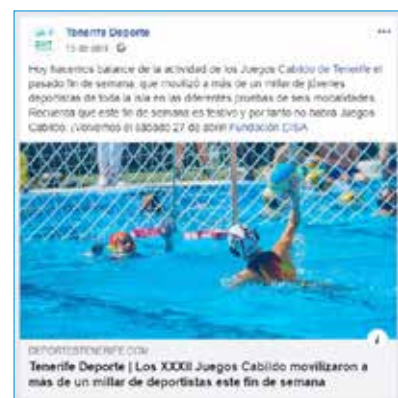 Tenerife Deporte
15 de abril
Hoy hacemos balance de la actividad de los Juegos Cabildo de Tenerife el
pasado fin de semana, que movilizó a más de un millar de jóvenes
deportistas de toda la isla en las diferentes pruebas de seis modalidades.
Recuerda que este fin de semana es festivo y por tanto no habrá Juegos
Cabildo. ¡Volvemos el sábado 27 de abril Fundación DISA
DEPORTESTENERIFE.COM
Tenerife Deporte | Los XXXII Juegos Cabildo movilizaron a
más de un millar de deportistas este fin de semana